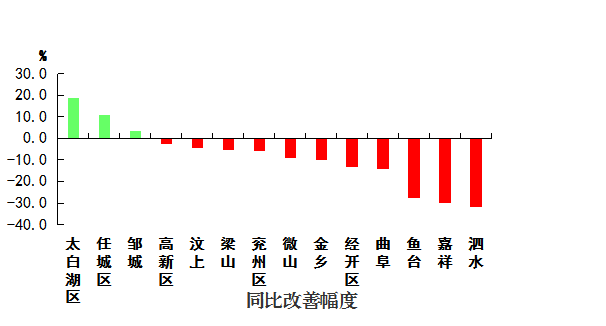 %
30.0
20.0
10.0
0.0
-10.0
-20.0
-30.0
-40.0
太白湖区
任城区
邹城
高新区
汶上
梁山
兖州区
微山
金乡
经开区
曲阜
鱼台
嘉祥
泗水
同比改善幅度